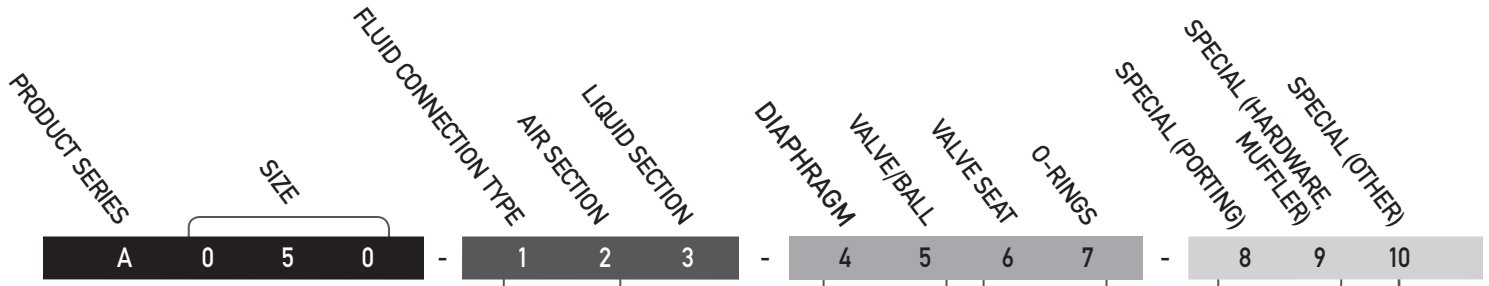 PRODUCT SERIES
SIZE
FLUID CONNECTION TYPE
AIR SECTION
LIQUID SECTION
DIAPHRAGM
VALVE/BALL
VALVE SEAT
O-RINGS
SPECIAL (PORTING)
SPECIAL (HARDWARE,
MUFFLER)
SPECIAL (OTHER)
A 0 5 0 - 1 2 3 - 4 5 6 7 - 8 9 10